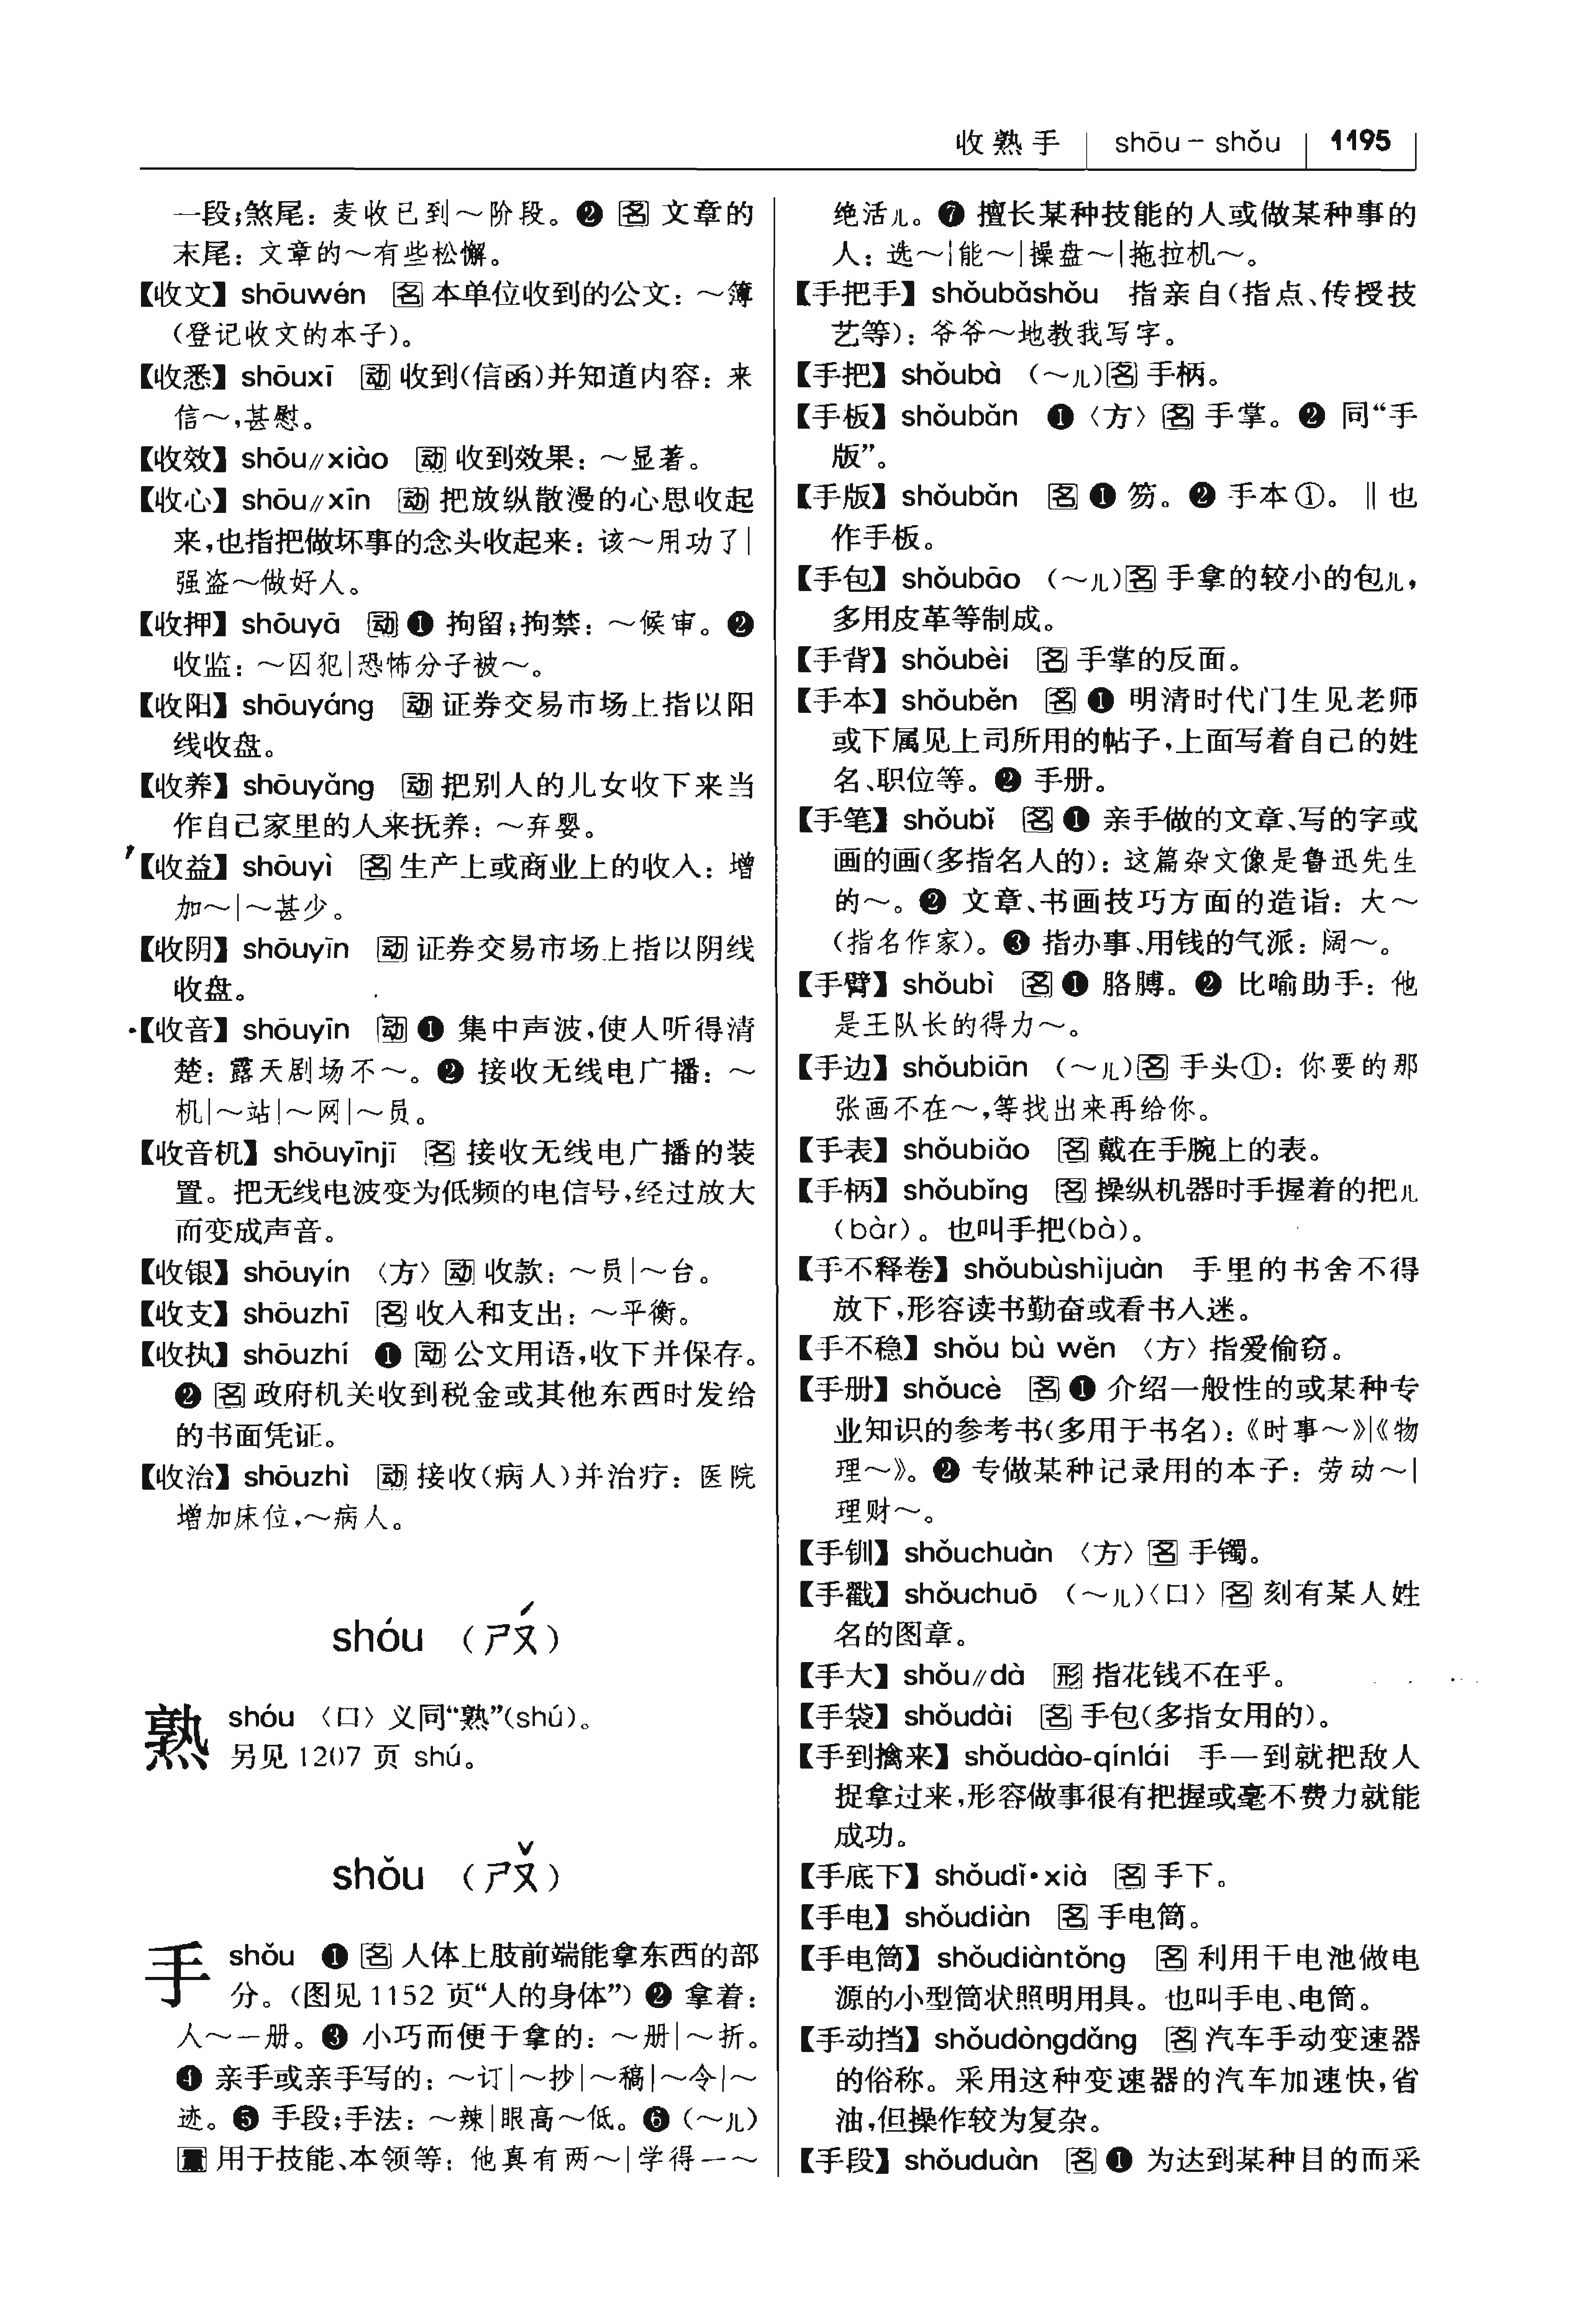 收熟手 shōu－shǒu 1195
一段;煞尾：麦收已到～阶段。❷ 名 文章的
末尾：文章的～有些松懈。
【收文】shōuwén 名 本单位收到的公文：～簿
（登记收文的本子）。
【收悉】shōuxī 动 收到(信函)并知道内容：来
信～,甚慰。
【收效】shōu∥xiào 动 收到效果：～显著。
【收心】shōu∥xīn 动 把放纵散漫的心思收起
来,也指把做坏事的念头收起来：该～用功了|
强盗～做好人。
【收押】shōuyā 动 ❶ 拘留;拘禁：～候审。❷
收监：～囚犯|恐怖分子被～。
【收阳】shōuyáng 动 证券交易市场上指以阳
线收盘。
【收养】shōuyǎng 动 把别人的儿女收下来当
作自己家里的人来抚养：～弃婴。
【收益】shōuyì 名 生产上或商业上的收入：增
加～|～甚少。
【收阴】shōuyīn 动 证券交易市场上指以阴线
收盘。
【收音】shōuyīn 动 ❶ 集中声波,使人听得清
楚：露天剧场不～。❷ 接收无线电广播：～
机|～站|～网|～员。
【收音机】shōuyīnjī 名 接收无线电广播的装
置。把无线电波变为低频的电信号,经过放大
而变成声音。
【收银】shōuyín 〈方〉动 收款：～员|～台。
【收支】shōuzhī 名 收入和支出：～平衡。
【收执】shōuzhí ❶ 动 公文用语,收下并保存。
❷ 名 政府机关收到税金或其他东西时发给
的书面凭证。
【收治】shōuzhì 动 接收(病人)并治疗：医院
增加床位,～病人。
shóu （ㄕㄡˊ）
熟 shóu 〈口〉义同“熟”(shú)。
另见 1207 页 shú。
shǒu （ㄕㄡˇ）
手 shǒu ❶ 名 人体上肢前端能拿东西的部
分。(图见 1152 页“人的身体”) ❷ 拿着：
人～一册。❸ 小巧而便于拿的：～册|～折。
❹ 亲手或亲手写的：～订|～抄|～稿|～令|～
迹。❺ 手段;手法：～辣|眼高～低。❻ (～儿)
量 用于技能、本领等：他真有两～|学得一～
绝活儿。❼ 擅长某种技能的人或做某种事的
人：选～|能～|操盘～|拖拉机～。
【手把手】shǒubǎshǒu 指亲自(指点、传授技
艺等)：爷爷～地教我写字。
【手把】shǒubà (～儿)名 手柄。
【手板】shǒubǎn ❶〈方〉名 手掌。❷ 同“手
版”。
【手版】shǒubǎn 名 ❶ 笏。❷ 手本①。‖也
作手板。
【手包】shǒubāo (～儿)名 手拿的较小的包儿,
多用皮革等制成。
【手背】shǒubèi 名 手掌的反面。
【手本】shǒuběn 名 ❶ 明清时代门生见老师
或下属见上司所用的帖子,上面写着自己的姓
名、职位等。❷ 手册。
【手笔】shǒubǐ 名 ❶ 亲手做的文章、写的字或
画的画(多指名人的)：这篇杂文像是鲁迅先生
的～。❷ 文章、书画技巧方面的造诣：大～
(指名作家)。❸ 指办事、用钱的气派：阔～。
【手臂】shǒubì 名 ❶ 胳膊。❷ 比喻助手：他
是王队长的得力～。
【手边】shǒubiān (～儿)名 手头①：你要的那
张画不在～,等找出来再给你。
【手表】shǒubiǎo 名 戴在手腕上的表。
【手柄】shǒubǐng 名 操纵机器时手握着的把儿
(bàr)。也叫手把(bà)。
【手不释卷】shǒubùshìjuàn 手里的书舍不得
放下,形容读书勤奋或看书入迷。
【手不稳】shǒu bù wěn 〈方〉指爱偷窃。
【手册】shǒucè 名 ❶ 介绍一般性的或某种专
业知识的参考书(多用于书名)：《时事～》|《物
理～》。❷ 专做某种记录用的本子：劳动～|
理财～。
【手钏】shǒuchuàn 〈方〉名 手镯。
【手戳】shǒuchuō (～儿)〈口〉名 刻有某人姓
名的图章。
【手大】shǒu∥dà 形 指花钱不在乎。
【手袋】shǒudài 名 手包(多指女用的)。
【手到擒来】shǒudào-qínlái 手一到就把敌人
捉拿过来,形容做事很有把握或毫不费力就能
成功。
【手底下】shǒudǐ•xià 名 手下。
【手电】shǒudiàn 名 手电筒。
【手电筒】shǒudiàntǒng 名 利用干电池做电
源的小型筒状照明用具。也叫手电、电筒。
【手动挡】shǒudòngdǎng 名 汽车手动变速器
的俗称。采用这种变速器的汽车加速快,省
油,但操作较为复杂。
【手段】shǒuduàn 名 ❶ 为达到某种目的而采